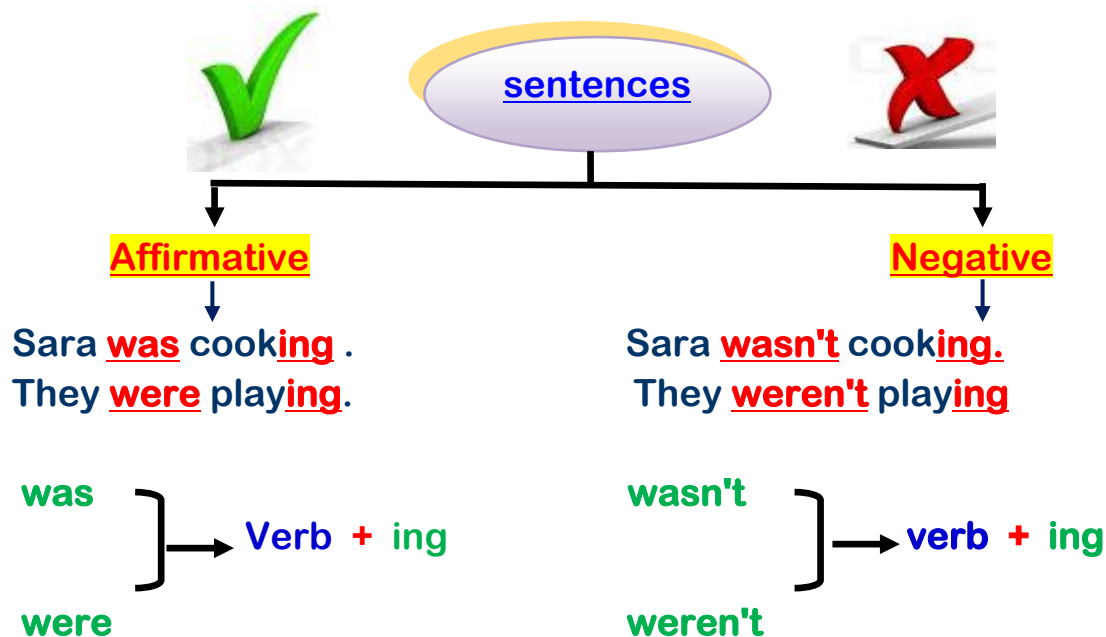 sentences
Affirmative
Negative
Sara was cooking .
Sara wasn't cooking.
They were playing.
They weren't playing
was
wasn't
Verb + ing
verb + ing
were
weren't